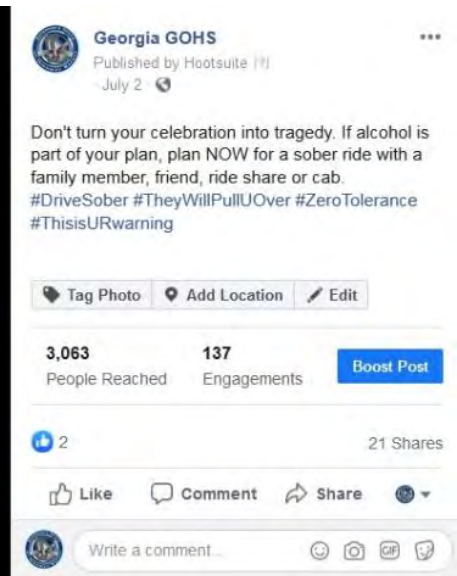 Georgia GOHS
Published by Hootsuite
July 2
Don't turn your celebration into tragedy. If alcohol is
part of your plan, plan NOW for a sober ride with a
family member, friend, ride share or cab.
#DriveSober #TheyWillPullUOver #ZeroTolerance
#ThisisURwarning
Tag Photo Add Location Edit
3,063 137
People Reached Engagements Boost Post
2 21 Shares
Like Comment Share
Write a comment... GIF